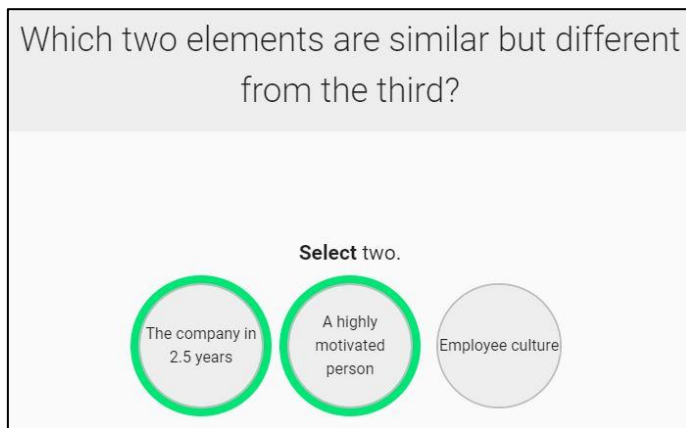 Which two elements are similar but different
from the third?
Select two.
The company in
2.5 years
A highly
motivated
person
Employee culture